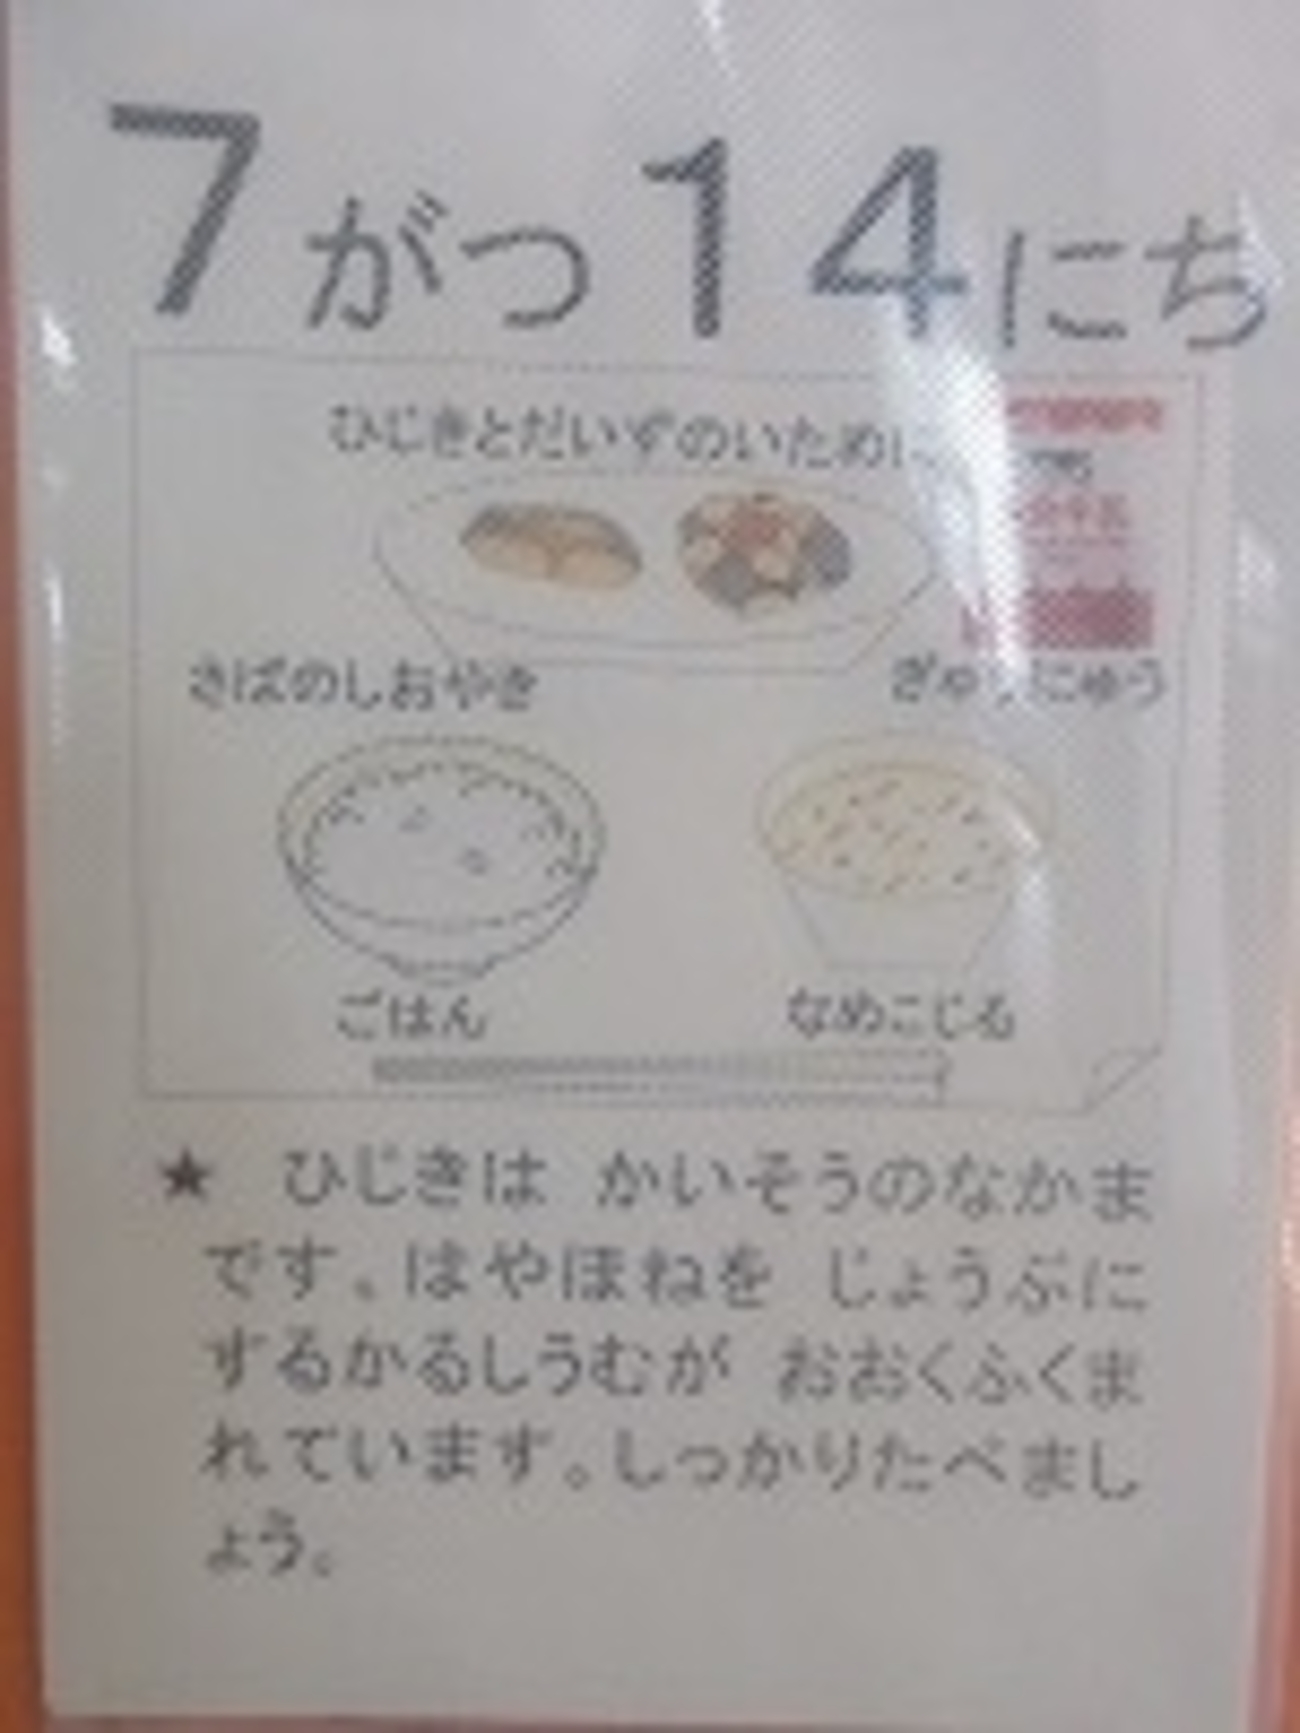 7がつ14にち
ひじきとだいずのいため
さばのしおやき
ぎゅうにゅう
ごはん
なめこじる
★ ひじきは かいそうのなかま
です。はやほねを じょうぶに
するかるしうむが おおくふくま
れています。しっかりたべまし
ょう。